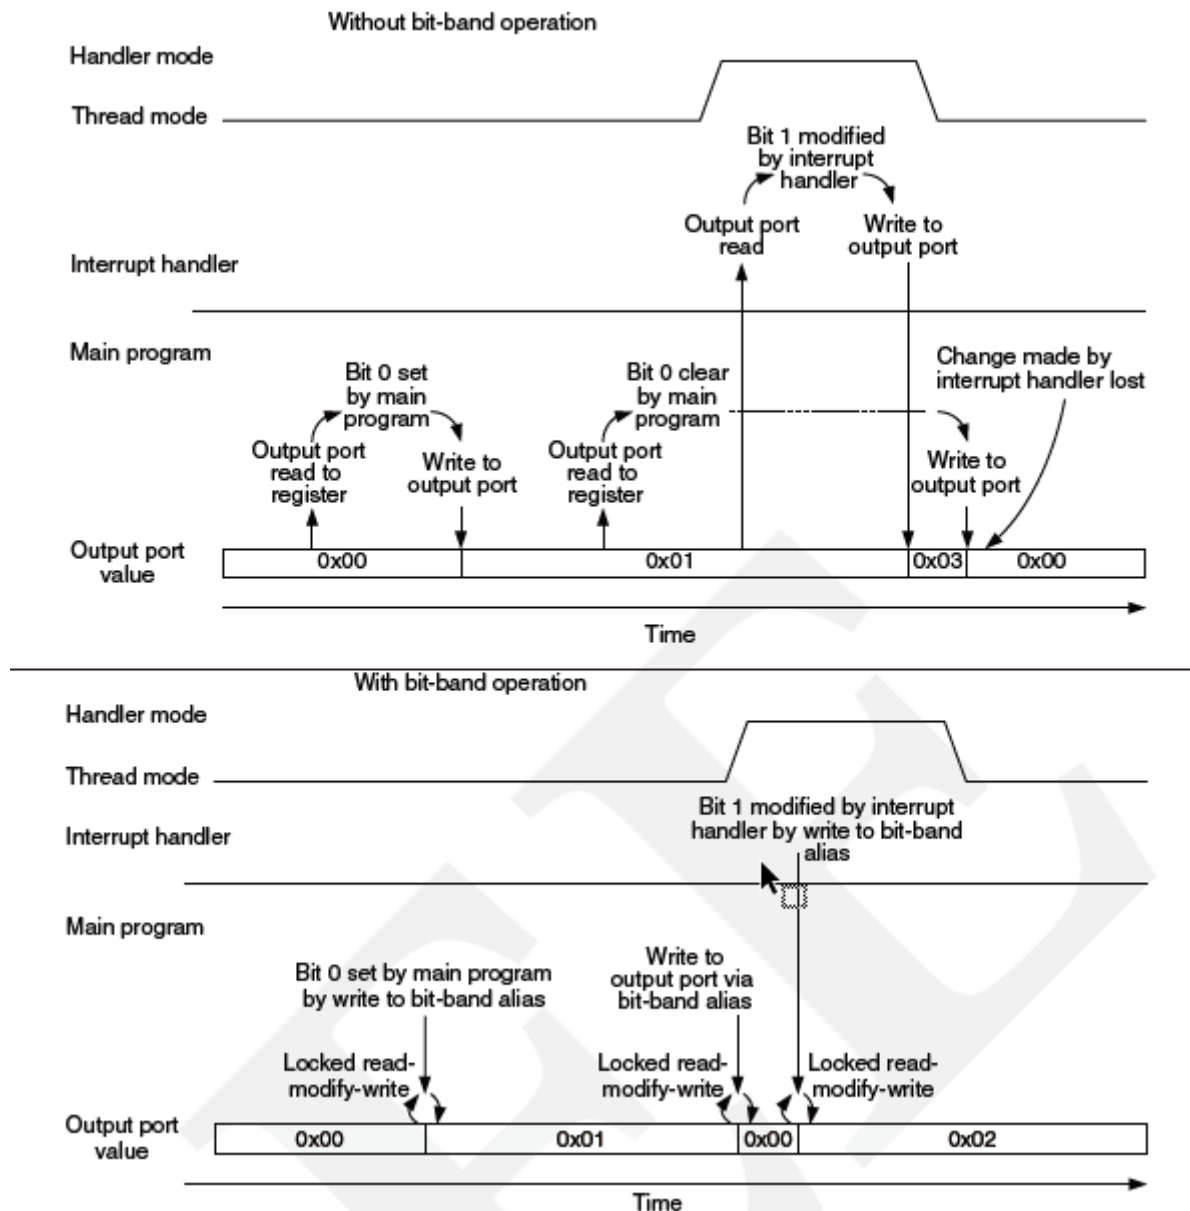 Without bit-band operation
Handler mode
Thread mode
Bit 1 modified
by interrupt
handler
Output port
read
Write to
output port
Interrupt handler
Main program
Bit 0 set
by main
program
Output port
read to
register
Write to
output port
Bit 0 clear
by main
program
Output port
read to
register
Change made by
interrupt handler lost
Write to
output port
Output port
value
0x00
0x01
0x03
0x00
Time
With bit-band operation
Handler mode
Thread mode
Interrupt handler
Bit 1 modified by interrupt
handler by write to bit-band
alias
Main program
Bit 0 set by main program
by write to bit-band alias
Write to
output port via
bit-band alias
Locked read-
modify-write
Locked read-
modify-write
Locked read-
modify-write
Output port
value
0x00
0x01
0x00
0x02
Time